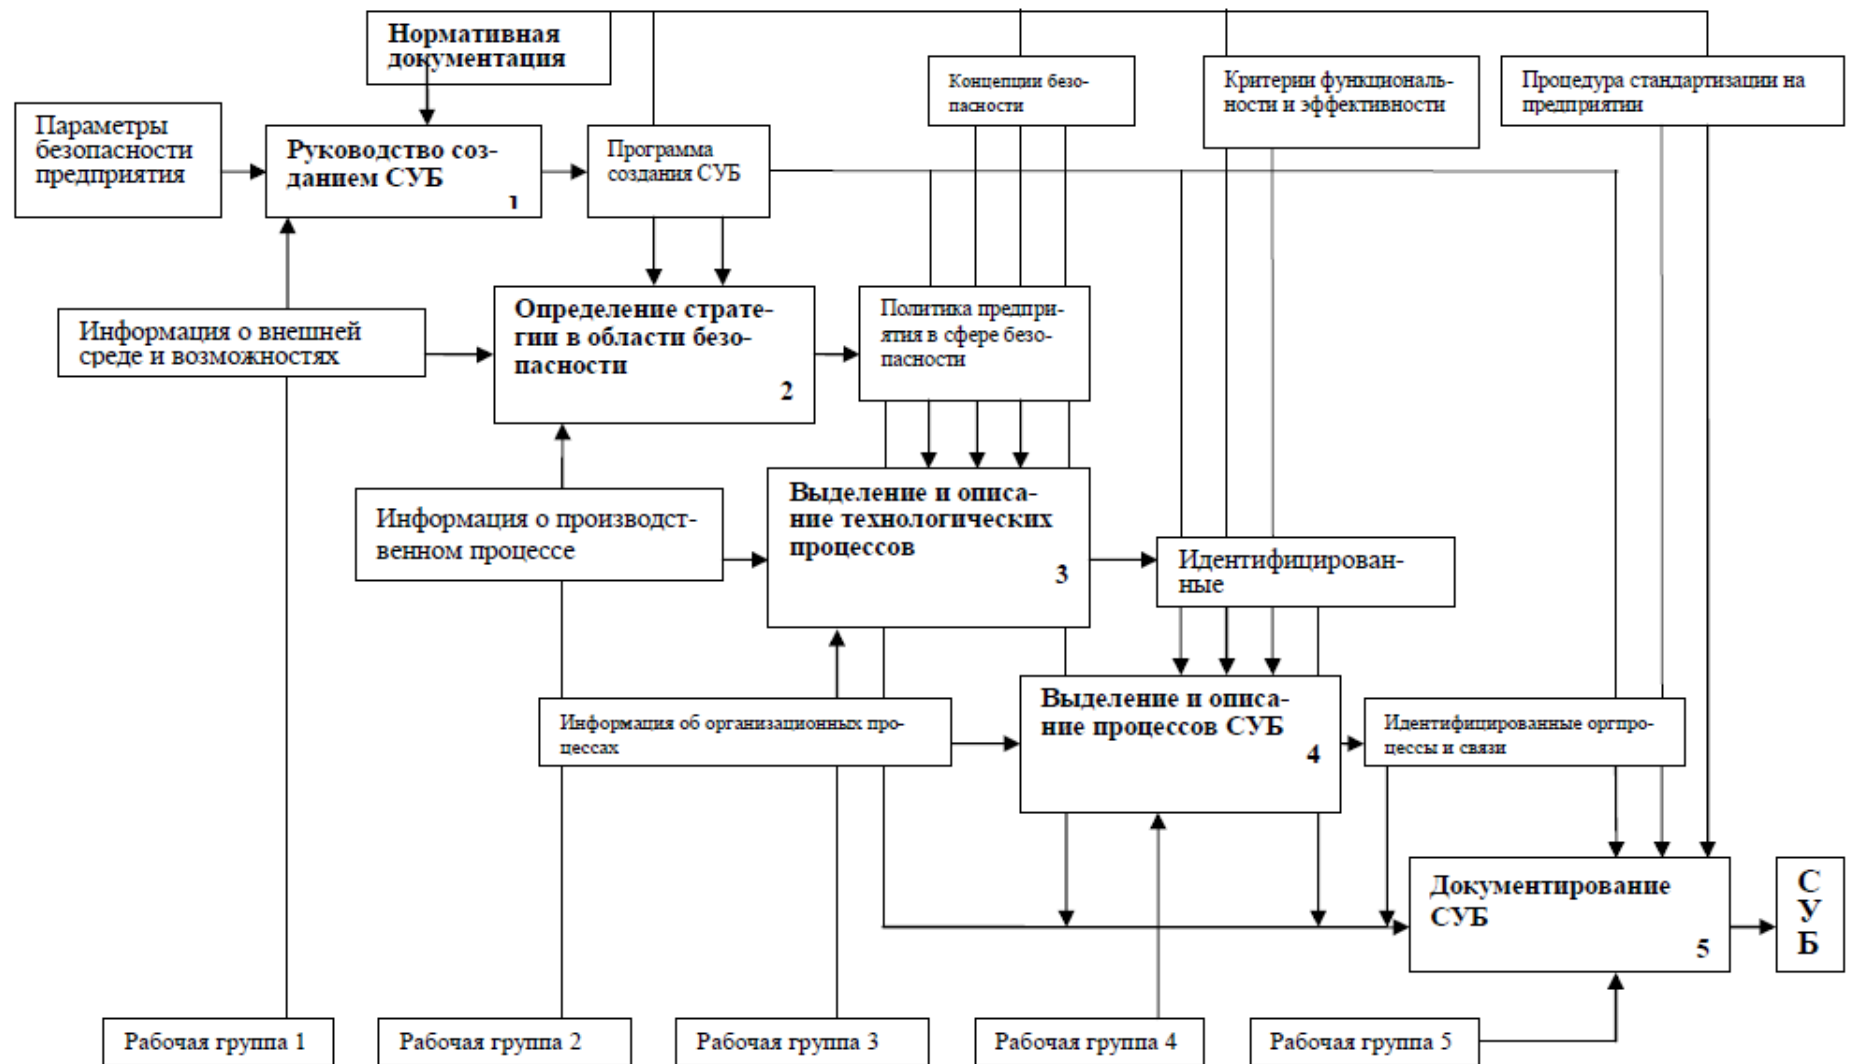 Нормативная
документация
Концепции безо-
пасности
Критерии функциональ-
ности и эффективности
Процедура стандартизации на
предприятии
Параметры
безопасности
предприятия
Руководство соз-
данием СУБ
1
Программа
создания СУБ
Информация о внешней
среде и возможностях
Определение страте-
гии в области безо-
пасности
2
Политика предпри-
ятия в сфере безо-
пасности
Информация о производст-
венном процессе
Выделение и описа-
ние технологических
процессов
3
Идентифицирован-
ные
Информация об организационных про-
цессах
Выделение и описа-
ние процессов СУБ
4
Идентифицированные оргпро-
цессы и связи
Документирование
СУБ
5
С
У
Б
Рабочая группа 1
Рабочая группа 2
Рабочая группа 3
Рабочая группа 4
Рабочая группа 5